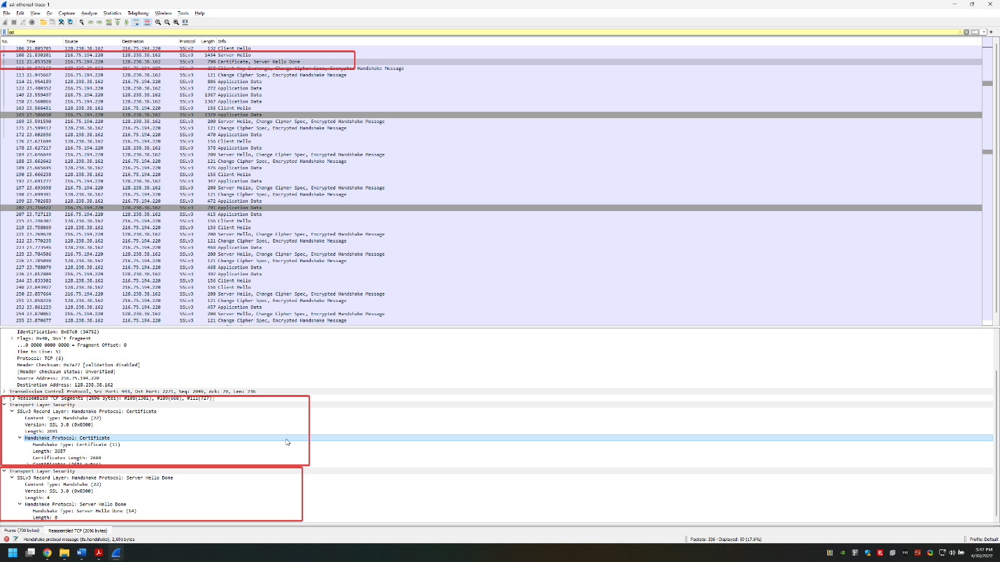 ssl-ethereal-trace-1
File Edit View Go Capture Analyze Statistics Telephony Wireless Tools Help
ssl
No. Time Source Destination Protocol Length Info
106 21.805705 128.238.38.162 216.75.194.220 SSLv2 132 Client Hello
108 21.830201 216.75.194.220 128.238.38.162 SSLv3 1434 Server Hello
111 21.853520 216.75.194.220 128.238.38.162 SSLv3 790 Certificate, Server Hello Done
Client Key Exchange, Change Cipher Spec, Encrypted Handshake Message
113 21.945667 216.75.194.220 128.238.38.162 SSLv3 121 Change Cipher Spec, Encrypted Handshake Message
114 21.954189 128.238.38.162 216.75.194.220 SSLv3 806 Application Data
122 23.480352 216.75.194.220 128.238.38.162 SSLv3 272 Application Data
149 23.559497 216.75.194.220 128.238.38.162 SSLv3 1367 Application Data
158 23.560866 216.75.194.220 128.238.38.162 SSLv3 1367 Application Data
163 23.566451 128.238.38.162 216.75.194.220 SSLv3 156 Client Hello
165 23.586650 216.75.194.220 128.238.38.162 SSLv3 1329 Application Data
169 23.591590 216.75.194.220 128.238.38.162 SSLv3 200 Server Hello, Change Cipher Spec, Encrypted Handshake Message
171 23.599417 128.238.38.162 216.75.194.220 SSLv3 121 Change Cipher Spec, Encrypted Handshake Message
172 23.602696 128.238.38.162 216.75.194.220 SSLv3 470 Application Data
176 23.621694 128.238.38.162 216.75.194.220 SSLv3 156 Client Hello
178 23.627217 216.75.194.220 128.238.38.162 SSLv3 378 Application Data
184 23.646644 216.75.194.220 128.238.38.162 SSLv3 200 Server Hello, Change Cipher Spec, Encrypted Handshake Message
188 23.662642 128.238.38.162 216.75.194.220 SSLv3 121 Change Cipher Spec, Encrypted Handshake Message
189 23.665695 128.238.38.162 216.75.194.220 SSLv3 476 Application Data
190 23.666238 128.238.38.162 216.75.194.220 SSLv3 156 Client Hello
192 23.691277 216.75.194.220 128.238.38.162 SSLv3 347 Application Data
197 23.693698 216.75.194.220 128.238.38.162 SSLv3 200 Server Hello, Change Cipher Spec, Encrypted Handshake Message
198 23.699391 128.238.38.162 216.75.194.220 SSLv3 121 Change Cipher Spec, Encrypted Handshake Message
199 23.702683 128.238.38.162 216.75.194.220 SSLv3 472 Application Data
202 23.716422 216.75.194.220 128.238.38.162 SSLv3 791 Application Data
207 23.727123 216.75.194.220 128.238.38.162 SSLv3 415 Application Data
215 23.746307 128.238.38.162 216.75.194.220 SSLv3 156 Client Hello
219 23.758069 128.238.38.162 216.75.194.220 SSLv3 156 Client Hello
221 23.769670 216.75.194.220 128.238.38.162 SSLv3 200 Server Hello, Change Cipher Spec, Encrypted Handshake Message
222 23.770235 128.238.38.162 216.75.194.220 SSLv3 121 Change Cipher Spec, Encrypted Handshake Message
223 23.773546 128.238.38.162 216.75.194.220 SSLv3 468 Application Data
225 23.784506 216.75.194.220 128.238.38.162 SSLv3 200 Server Hello, Change Cipher Spec, Encrypted Handshake Message
226 23.785098 128.238.38.162 216.75.194.220 SSLv3 121 Change Cipher Spec, Encrypted Handshake Message
227 23.788079 128.238.38.162 216.75.194.220 SSLv3 468 Application Data
236 23.812804 216.75.194.220 128.238.38.162 SSLv3 392 Application Data
244 23.833302 128.238.38.162 216.75.194.220 SSLv3 156 Client Hello
248 23.843927 128.238.38.162 216.75.194.220 SSLv3 156 Client Hello
250 23.857664 216.75.194.220 128.238.38.162 SSLv3 200 Server Hello, Change Cipher Spec, Encrypted Handshake Message
251 23.858228 128.238.38.162 216.75.194.220 SSLv3 121 Change Cipher Spec, Encrypted Handshake Message
252 23.861223 128.238.38.162 216.75.194.220 SSLv3 457 Application Data
254 23.870061 216.75.194.220 128.238.38.162 SSLv3 200 Server Hello, Change Cipher Spec, Encrypted Handshake Message
255 23.870677 128.238.38.162 216.75.194.220 SSLv3 121 Change Cipher Spec, Encrypted Handshake Message
Identification: 0x87c0 (34752)
Flags: 0x40, Don't fragment
...0 0000 0000 0000 = Fragment Offset: 0
Time to Live: 51
Protocol: TCP (6)
Header Checksum: 0x7a77 [validation disabled]
[Header checksum status: Unverified]
Source Address: 216.75.194.220
Destination Address: 128.238.38.162
Transmission Control Protocol, Src Port: 443, Dst Port: 2271, Seq: 2049, Ack: 79, Len: 736
[3 Reassembled TCP Segments (2696 bytes): #108(1301), #109(668), #111(727)]
Transport Layer Security
SSLv3 Record Layer: Handshake Protocol: Certificate
Content Type: Handshake (22)
Version: SSL 3.0 (0x0300)
Length: 2691
Handshake Protocol: Certificate
Handshake Type: Certificate (11)
Length: 2687
Certificates Length: 2684
Certificates (2684 bytes)
Transport Layer Security
SSLv3 Record Layer: Handshake Protocol: Server Hello Done
Content Type: Handshake (22)
Version: SSL 3.0 (0x0300)
Length: 4
Handshake Protocol: Server Hello Done
Handshake Type: Server Hello Done (14)
Length: 0
Frame (790 bytes) Reassembled TCP (2696 bytes)
Handshake protocol message (tls.handshake), 2,691 bytes Packets: 336 · Displayed: 59 (17.6%) Profile: Default
3:47 PM
4/30/2022